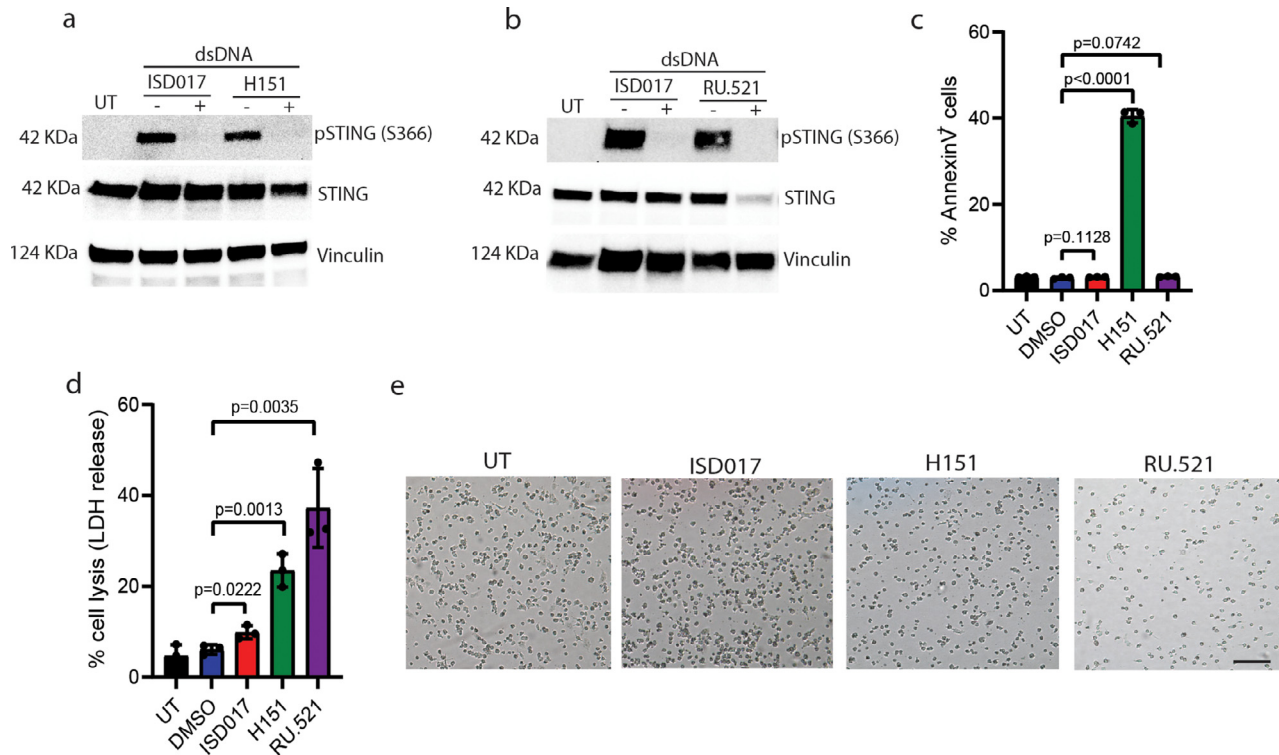 a
dsDNA
ISD017 H151
UT - + - +
42 KDa pSTING (S366)
42 KDa STING
124 KDa Vinculin
b
dsDNA
ISD017 RU.521
UT - + - +
42 KDa pSTING (S366)
42 KDa STING
124 KDa Vinculin
c
% AnnexinV+ cells
60
40
20
0
p=0.0742
p<0.0001
p=0.1128
UT
DMSO
ISD017
H151
RU.521
d
% cell lysis (LDH release)
60
40
20
0
p=0.0035
p=0.0013
p=0.0222
UT
DMSO
ISD017
H151
RU.521
e
UT ISD017 H151 RU.521